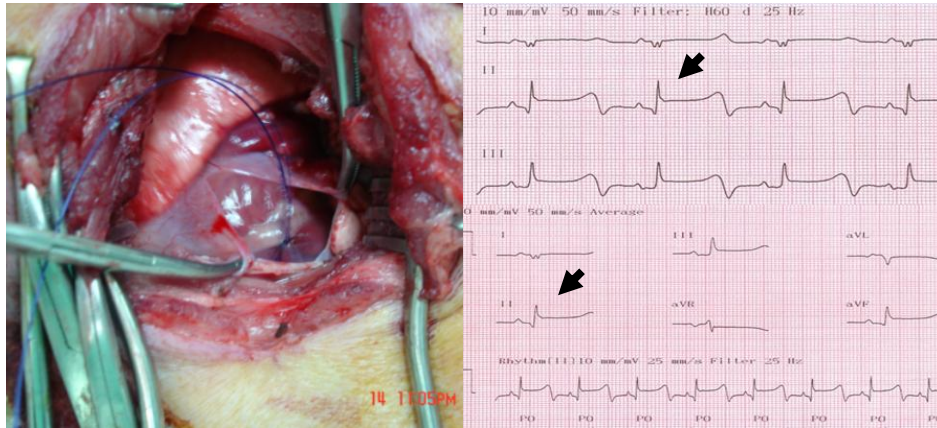 14 11:05PM
10 mm/mV 50 mm/s Filter: H60 d 25 Hz
I
II
III
0 mm/mV 50 mm/s Average
I III aVL
II aVR aVF
Rhythm[II]10 mm/mV 25 mm/s Filter 25 Hz
PO PO PO PO PO PO PO